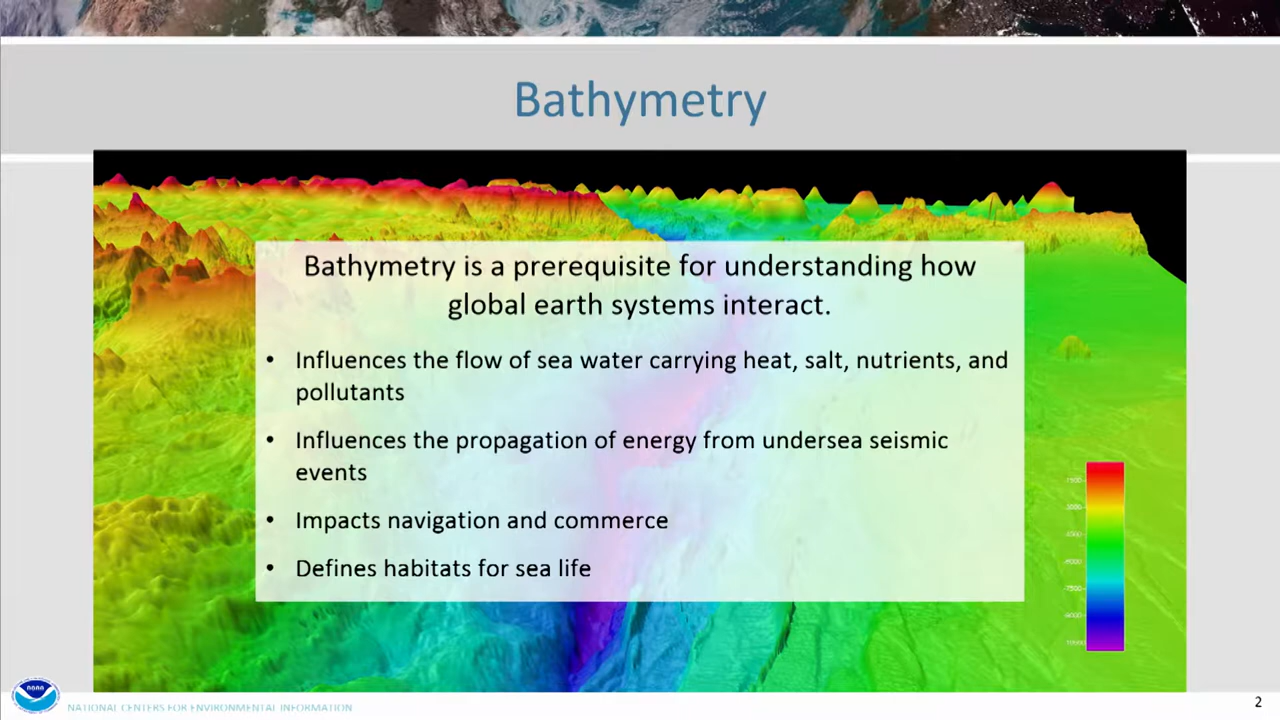 Bathymetry
Bathymetry is a prerequisite for understanding how
global earth systems interact.
• Influences the flow of sea water carrying heat, salt, nutrients, and
pollutants
• Influences the propagation of energy from undersea seismic
events
• Impacts navigation and commerce
• Defines habitats for sea life
NOAA
NATIONAL CENTERS FOR ENVIRONMENTAL INFORMATION
2